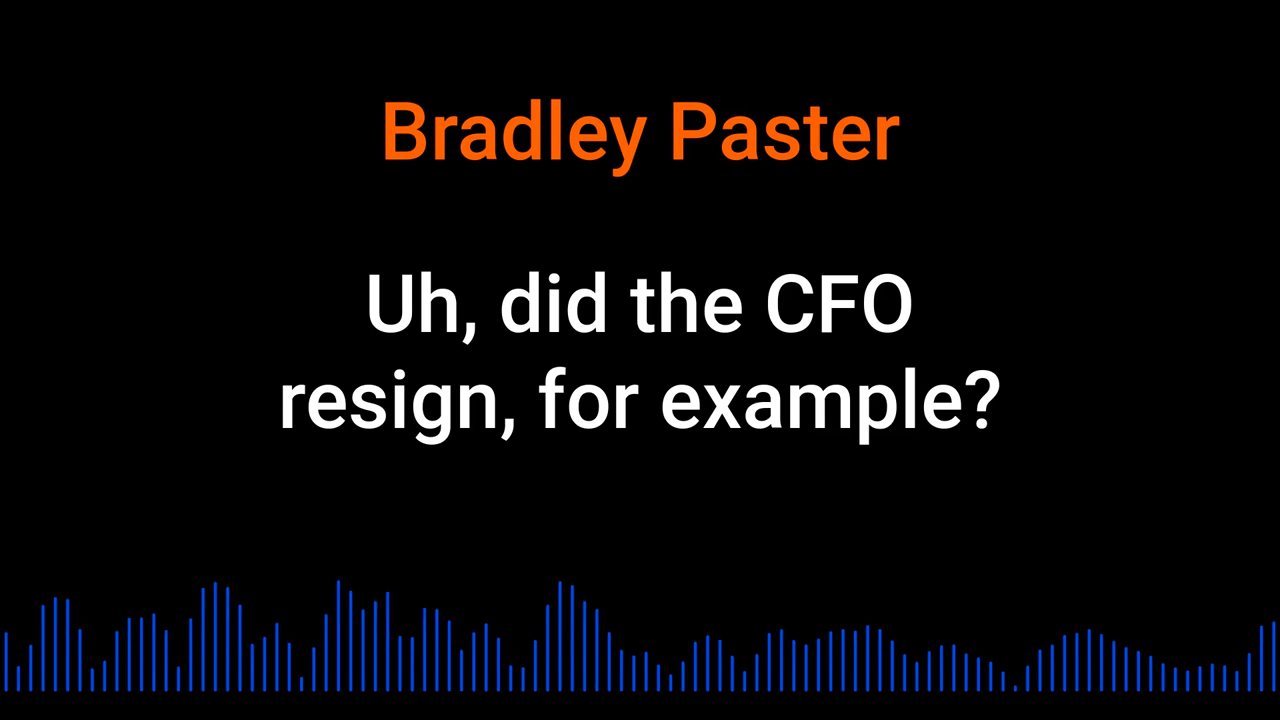 Bradley Paster
Uh, did the CFO
resign, for example?